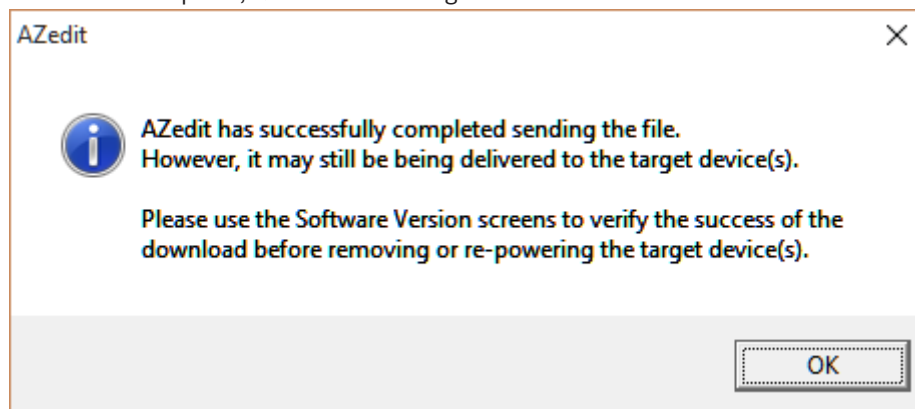 AZedit
AZedit has successfully completed sending the file.
However, it may still be being delivered to the target device(s).
Please use the Software Version screens to verify the success of the
download before removing or re-powering the target device(s).
OK